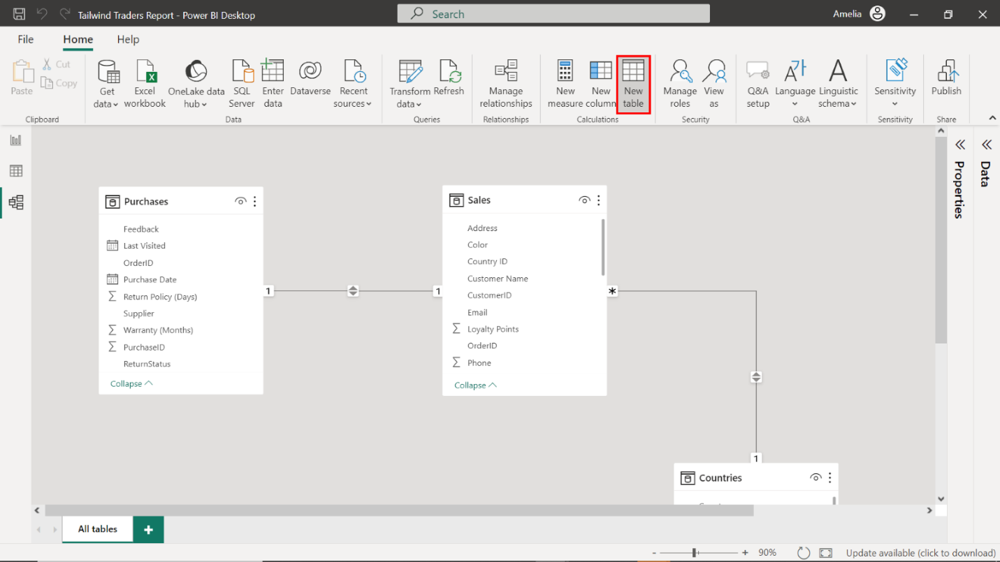 Tailwind Traders Report - Power BI Desktop
Search
Amelia
File
Home
Help
Paste
Cut
Copy
Clipboard
Get
data
Excel
workbook
OneLake data
hub
SQL
Server
Enter
data
Dataverse
Recent
sources
Data
Transform
data
Refresh
Queries
Manage
relationships
Relationships
New
measure
New
column
New
table
Calculations
Manage
roles
View
as
Security
Q&A
setup
Language
Linguistic
schema
Q&A
Sensitivity
Sensitivity
Publish
Share
Purchases
Feedback
Last Visited
OrderID
Purchase Date
Return Policy (Days)
Supplier
Warranty (Months)
PurchaseID
ReturnStatus
Collapse
1
1
Sales
Address
Color
Country ID
Customer Name
CustomerID
Email
Loyalty Points
OrderID
Phone
Collapse
*
1
Countries
Properties
Data
All tables
+
- + 90%
Update available (click to download)